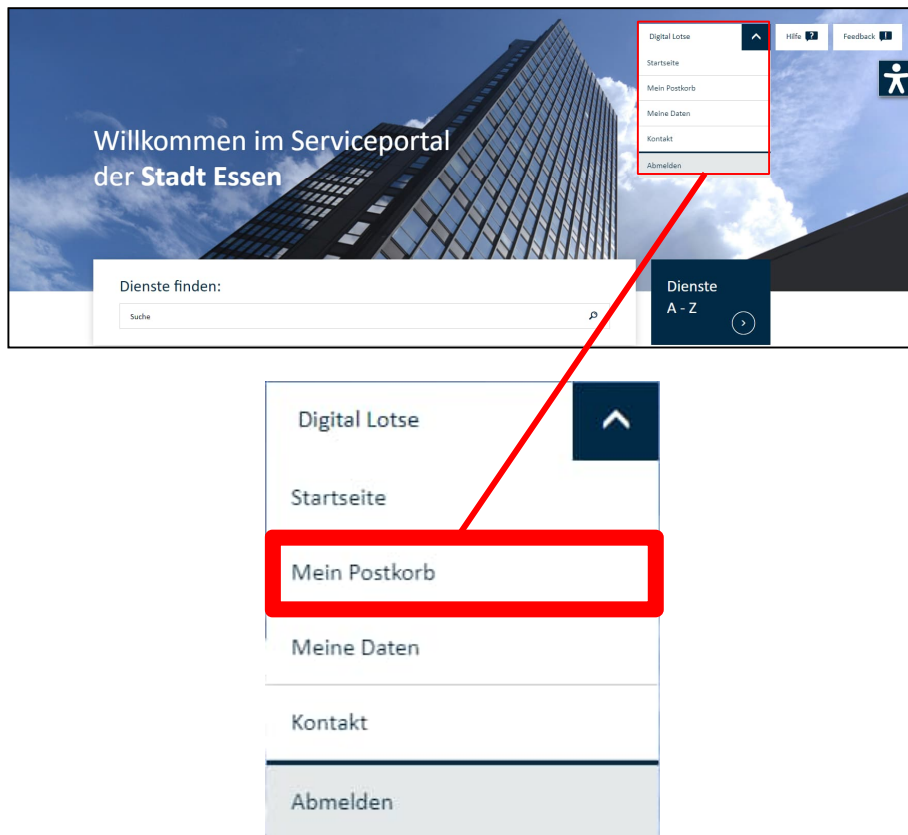 Digital Lotse
Hilfe ?
Feedback !
Startseite
Mein Postkorb
Meine Daten
Kontakt
Abmelden
Willkommen im Serviceportal
der Stadt Essen
Dienste finden:
Suche
Dienste
A - Z
Digital Lotse
Startseite
Mein Postkorb
Meine Daten
Kontakt
Abmelden